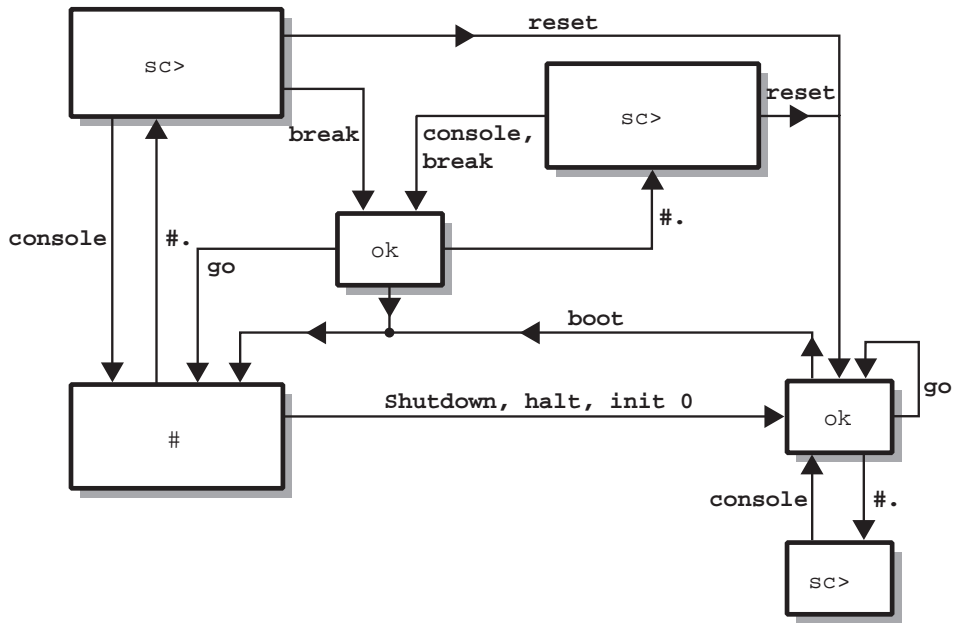 reset
sc>
reset
sc>
break
console,
break
console
#.
#.
ok
go
boot
Shutdown, halt, init 0
go
ok
#
console
#.
sc>